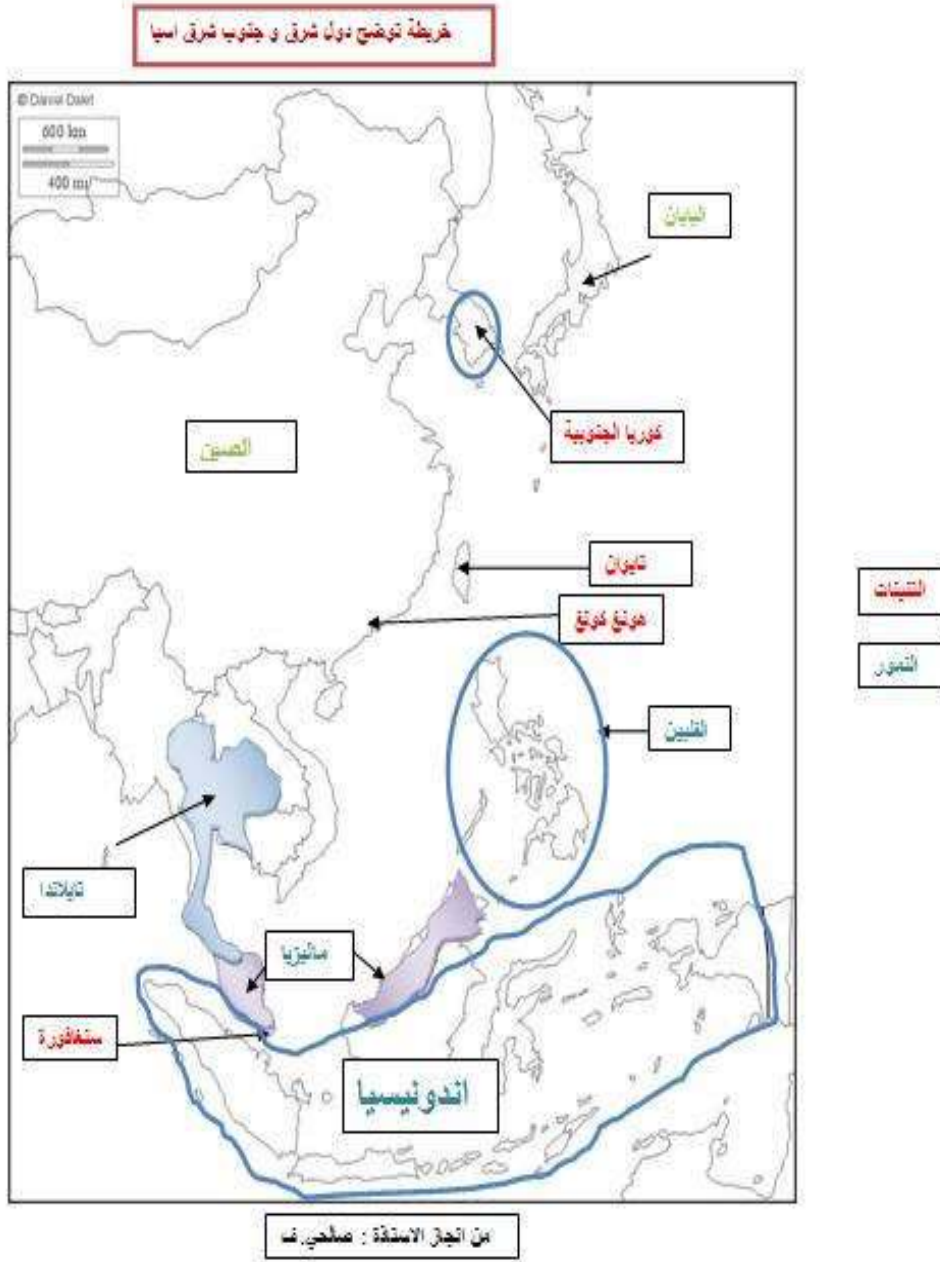 خريطة توضح دول شرق و جنوب شرق اسيا
© Daniel Dalet
600 km
400 mi
اليابان
كوريا الجنوبية
الصين
تايوان
هونغ كونغ
التنينات
النمور
الفلبين
تايلاندا
ماليزيا
سنغافورة
اندونيسيا
من انجاز الاستاذة : صالحي.ف